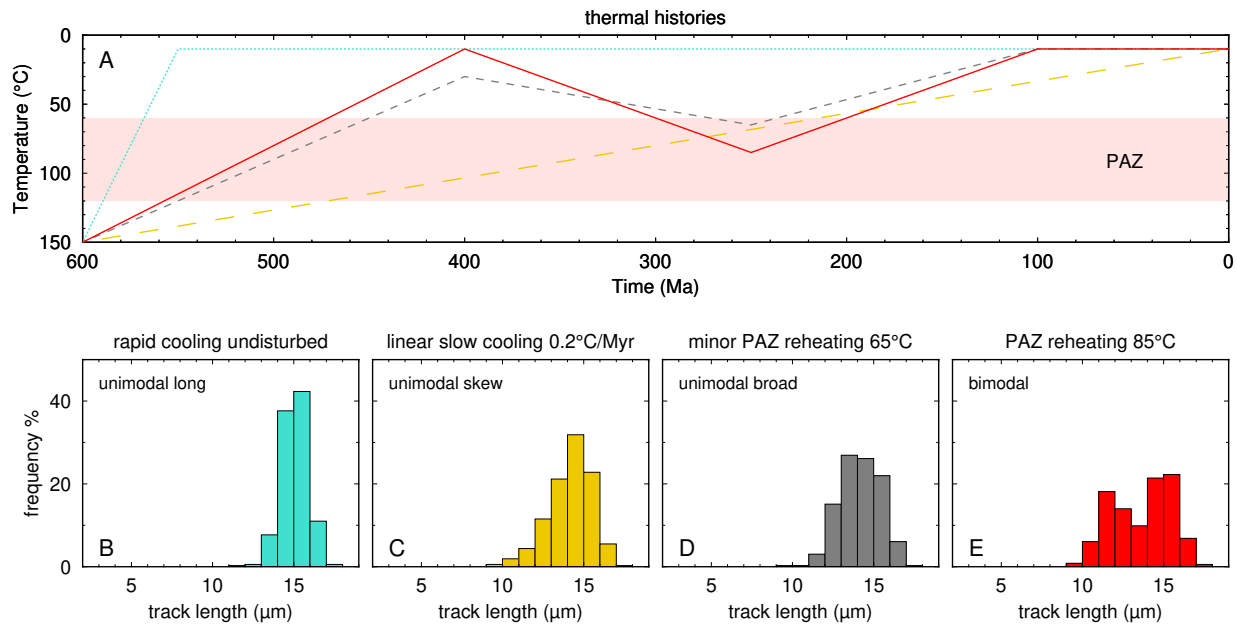 thermal histories
A
0
50
100
150
Temperature (°C)
PAZ
600
500
400
300
200
100
0
Time (Ma)
rapid cooling undisturbed
linear slow cooling 0.2°C/Myr
minor PAZ reheating 65°C
PAZ reheating 85°C
unimodal long
unimodal skew
unimodal broad
bimodal
frequency %
40
20
0
B
C
D
E
5 10 15
5 10 15
5 10 15
5 10 15
track length (μm)
track length (μm)
track length (μm)
track length (μm)